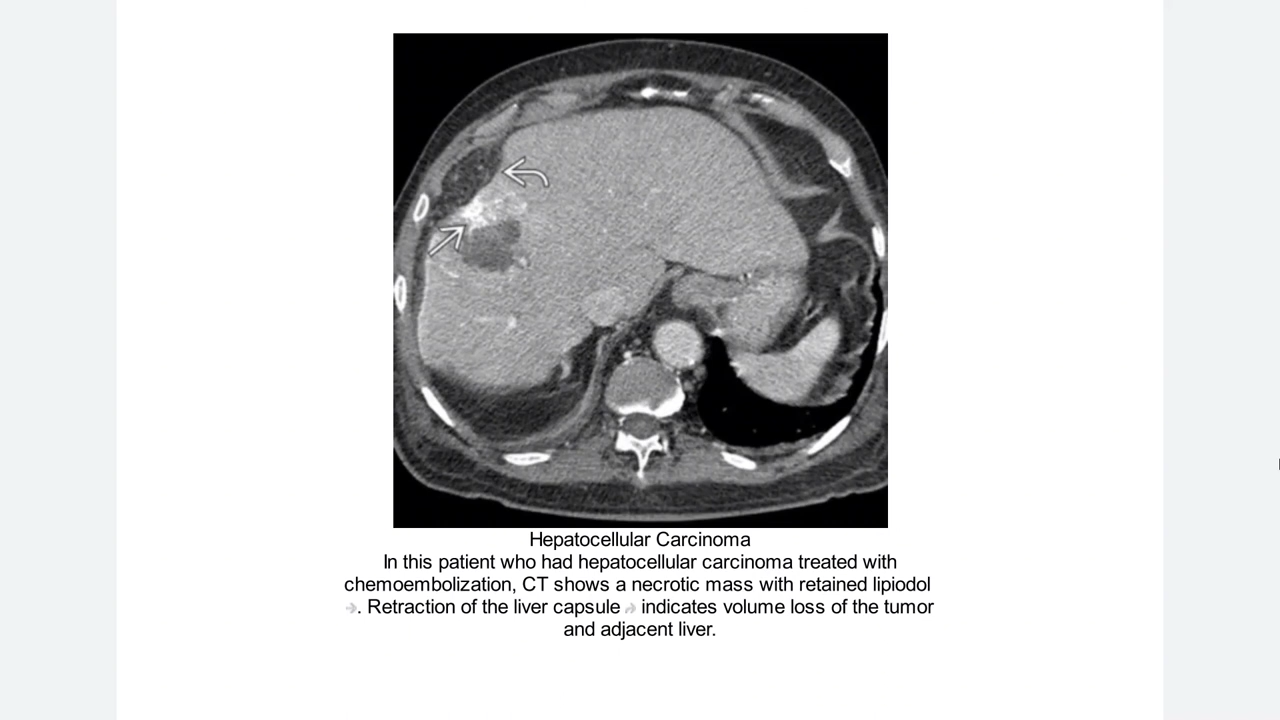 Hepatocellular Carcinoma
In this patient who had hepatocellular carcinoma treated with
chemoembolization, CT shows a necrotic mass with retained lipiodol
. Retraction of the liver capsule indicates volume loss of the tumor
and adjacent liver.